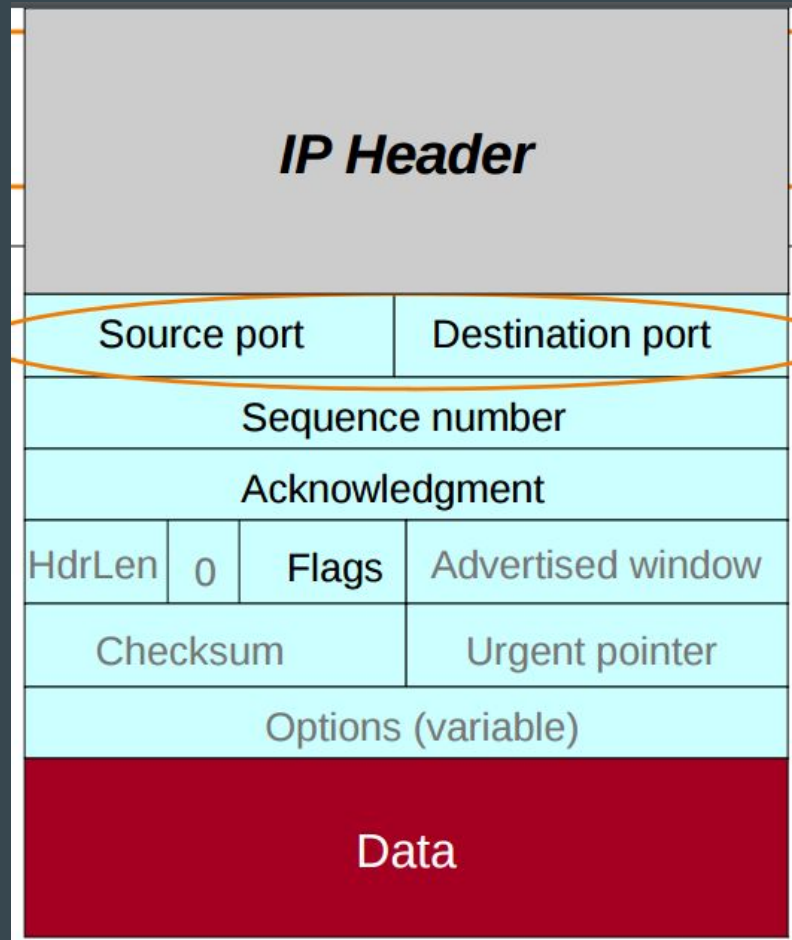 IP Header
Source port Destination port
Sequence number
Acknowledgment
HdrLen 0 Flags Advertised window
Checksum Urgent pointer
Options (variable)
Data